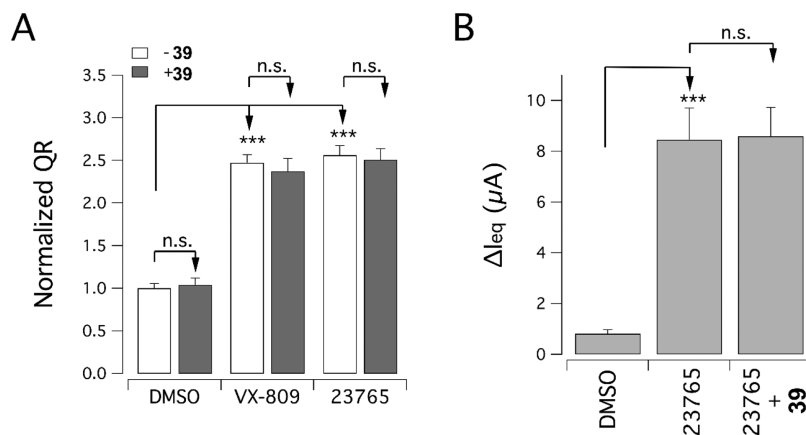 A
- 39
+39
n.s.
n.s.
3.5
3.0
2.5
2.0
1.5
1.0
0.5
0.0
Normalized QR
***
***
n.s.
DMSO
VX-809
23765
B
n.s.
***
10
8
6
4
2
0
ΔIeq (µA)
DMSO
23765
23765
+ 39